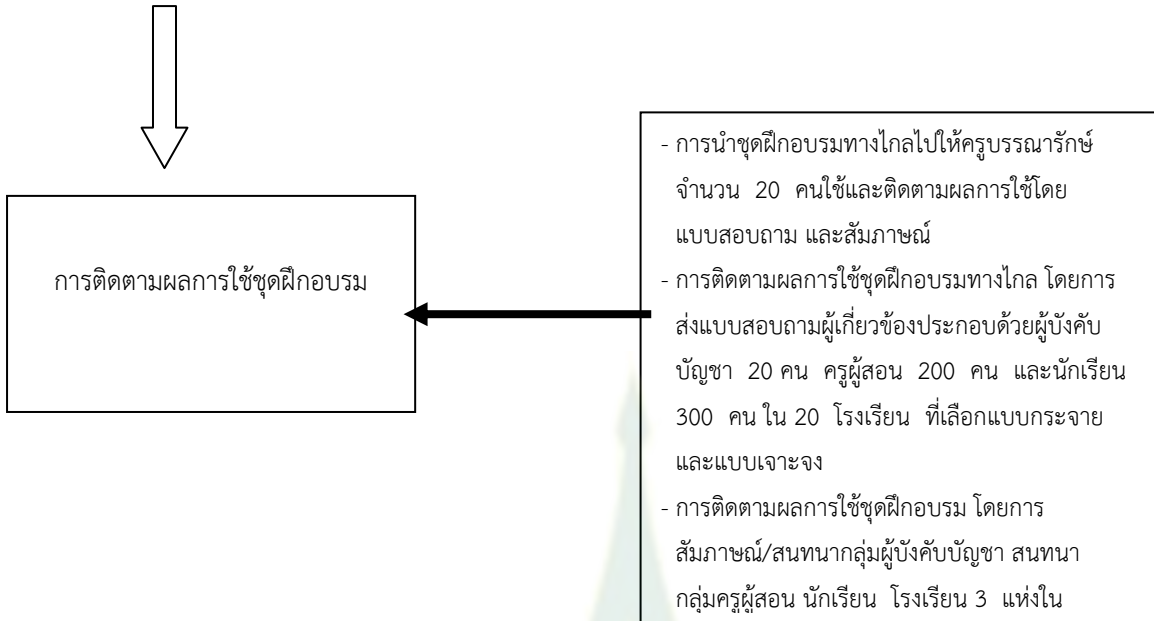 การติดตามผลการใช้ชุดฝึกอบรม
- การนำชุดฝึกอบรมทางไกลไปให้ครูบรรณารักษ์
จำนวน 20 คนใช้และติดตามผลการใช้โดย
แบบสอบถาม และสัมภาษณ์
- การติดตามผลการใช้ชุดฝึกอบรมทางไกล โดยการ
ส่งแบบสอบถามผู้เกี่ยวข้องประกอบด้วยผู้บังคับ
บัญชา 20 คน ครูผู้สอน 200 คน และนักเรียน
300 คน ใน 20 โรงเรียน ที่เลือกแบบกระจาย
และแบบเจาะจง
- การติดตามผลการใช้ชุดฝึกอบรม โดยการ
สัมภาษณ์/สนทนากลุ่มผู้บังคับบัญชา สนทนา
กลุ่มครูผู้สอน นักเรียน โรงเรียน 3 แห่งใน